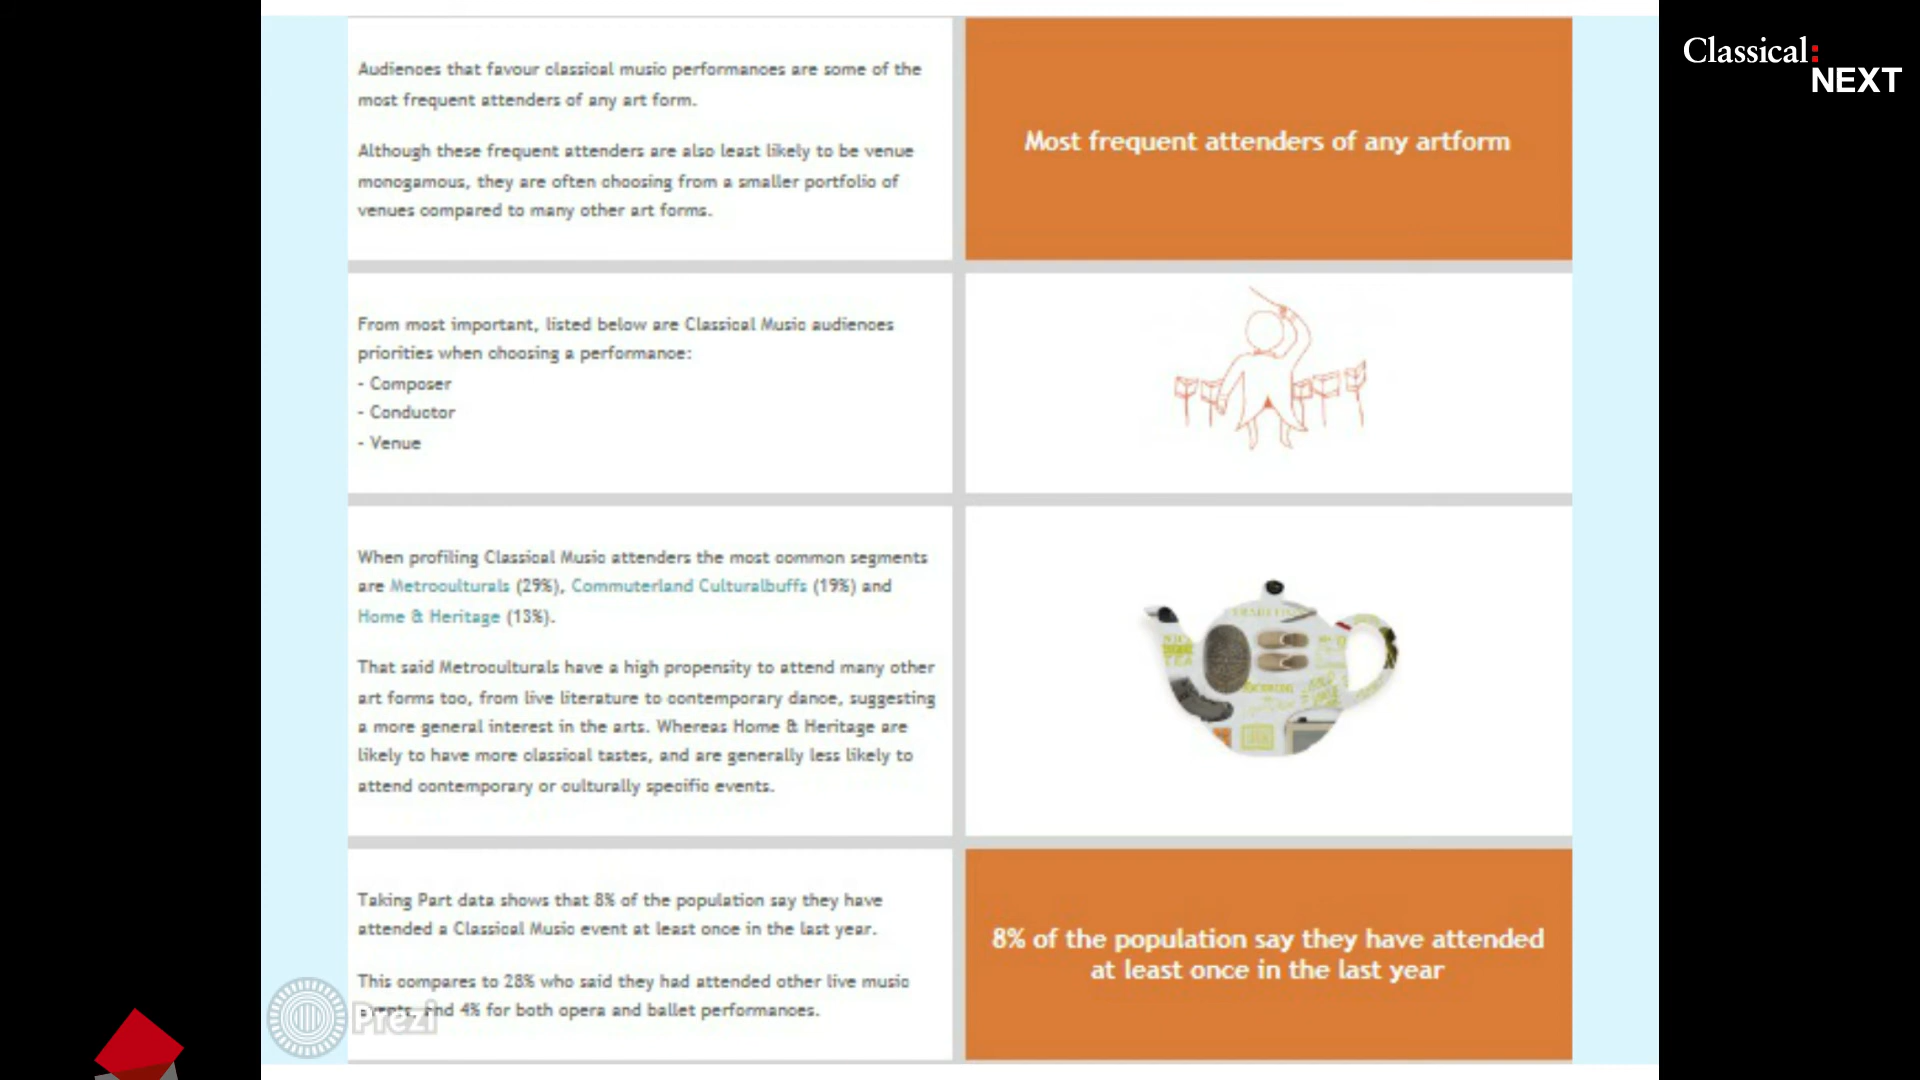 Classical:
NEXT
Audiences that favour classical music performances are some of the
most frequent attenders of any art form.
Although these frequent attenders are also least likely to be venue
monogamous, they are often choosing from a smaller portfolio of
venues compared to many other art forms.
Most frequent attenders of any artform
From most important, listed below are Classical Music audiences
priorities when choosing a performance:
- Composer
- Conductor
- Venue
When profiling Classical Music attenders the most common segments
are Metroculturals (29%), Commuterland Culturalbuffs (19%) and
Home & Heritage (13%).
That said Metroculturals have a high propensity to attend many other
art forms too, from live literature to contemporary dance, suggesting
a more general interest in the arts. Whereas Home & Heritage are
likely to have more classical tastes, and are generally less likely to
attend contemporary or culturally specific events.
TEA
Taking Part data shows that 8% of the population say they have
attended a Classical Music event at least once in the last year.
This compares to 28% who said they had attended other live music
events, and 4% for both opera and ballet performances.
Prezi
8% of the population say they have attended
at least once in the last year